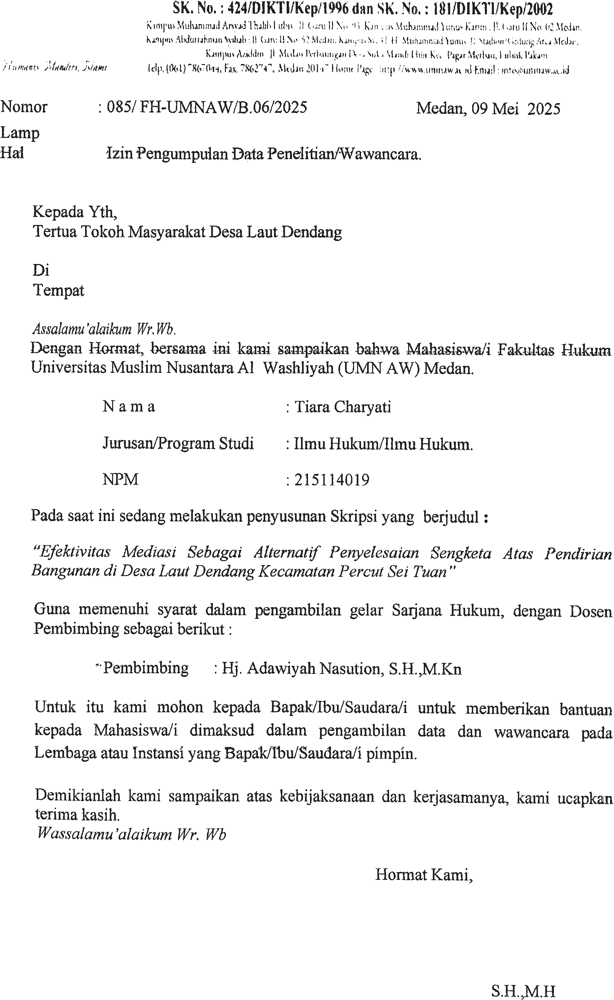 SK. No. : 424/DIKTI/Kep/1996 dan SK. No. : 181/DIKTI/Kep/2002
Kampus Muhammad Arsyad Thalib Lubis Jl Garu II No Muhammad Yunus Karim, Jl. Garu II No Medan,
Kampus Abdurrahman Syihab : Jl Garu II No 52 Medan, H Muhammad Yunus Jl Stadion/Gedung Arca Medan,
Kampus Aziddin Jl Medan Perbaungan Desa Suka Mandi Hilir Kec Pagar Merbau, Lubuk Pakam
Humanis Mandiri, Islami
Telp. (061) 7867044, Fax. 7862747, Medan 20147 Home Page http://www.umnaw.ac.id Email : info@umnaw.ac.id
Nomor : 085/ FH-UMNAW/B.06/2025 Medan, 09 Mei 2025
Lamp
Hal Izin Pengumpulan Data Penelitian/Wawancara.
Kepada Yth,
Tertua Tokoh Masyarakat Desa Laut Dendang
Di
Tempat
Assalamu'alaikum Wr. Wb.
Dengan Hormat, bersama ini kami sampaikan bahwa Mahasiswa/i Fakultas Hukum
Universitas Muslim Nusantara Al Washliyah (UMN AW) Medan.
N a m a : Tiara Charyati
Jurusan/Program Studi : Ilmu Hukum/Ilmu Hukum.
NPM : 215114019
Pada saat ini sedang melakukan penyusunan Skripsi yang berjudul :
“Efektivitas Mediasi Sebagai Alternatif Penyelesaian Sengketa Atas Pendirian
Bangunan di Desa Laut Dendang Kecamatan Percut Sei Tuan”
Guna memenuhi syarat dalam pengambilan gelar Sarjana Hukum, dengan Dosen
Pembimbing sebagai berikut :
Pembimbing : Hj. Adawiyah Nasution, S.H.,M.Kn
Untuk itu kami mohon kepada Bapak/Ibu/Saudara/i untuk memberikan bantuan
kepada Mahasiswa/i dimaksud dalam pengambilan data dan wawancara pada
Lembaga atau Instansi yang Bapak/Ibu/Saudara/i pimpin.
Demikianlah kami sampaikan atas kebijaksanaan dan kerjasamanya, kami ucapkan
terima kasih.
Wassalamu'alaikum Wr. Wb
Hormat Kami,
S.H.,M.H